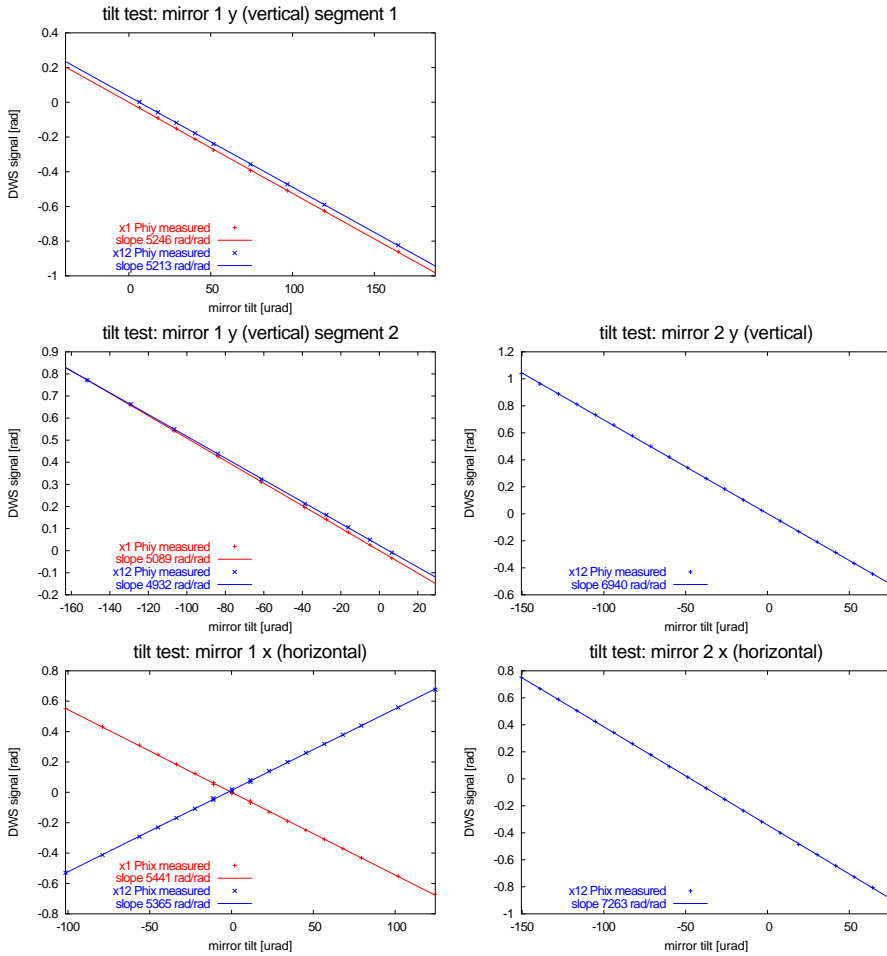 tilt test: mirror 1 y (vertical) segment 1
0.4
0.2
0
-0.2
-0.4
-0.6
-0.8
-1
DWS signal [rad]
x1 Phiy measured
slope 5246 rad/rad
x12 Phiy measured
slope 5213 rad/rad
0 50 100 150
mirror tilt [urad]
tilt test: mirror 1 y (vertical) segment 2
0.9
0.8
0.7
0.6
0.5
0.4
0.3
0.2
0.1
0
-0.1
-0.2
DWS signal [rad]
x1 Phiy measured
slope 5089 rad/rad
x12 Phiy measured
slope 4932 rad/rad
-160 -140 -120 -100 -80 -60 -40 -20 0 20
mirror tilt [urad]
tilt test: mirror 2 y (vertical)
1.2
1
0.8
0.6
0.4
0.2
0
-0.2
-0.4
-0.6
DWS signal [rad]
x12 Phiy measured
slope 6940 rad/rad
-150 -100 -50 0 50
mirror tilt [urad]
tilt test: mirror 1 x (horizontal)
0.8
0.6
0.4
0.2
0
-0.2
-0.4
-0.6
-0.8
DWS signal [rad]
x1 Phix measured
slope 5441 rad/rad
x12 Phix measured
slope 5365 rad/rad
-100 -50 0 50 100
mirror tilt [urad]
tilt test: mirror 2 x (horizontal)
0.8
0.6
0.4
0.2
0
-0.2
-0.4
-0.6
-0.8
-1
DWS signal [rad]
x12 Phix measured
slope 7263 rad/rad
-150 -100 -50 0 50
mirror tilt [urad]